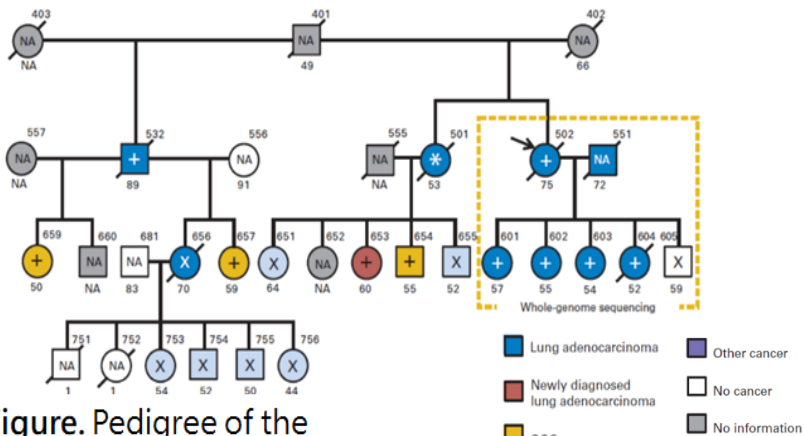 403 401 402
NA NA NA
NA 49 66
557 532 556 555 501 502 551
NA + NA NA * + NA
NA 89 91 NA 53 75 72
659 660 681 656 657 651 652 653 654 655 601 602 603 604 605
+ NA NA X + X NA + + X + + + + X
50 NA 83 70 59 64 NA 60 55 52 57 55 54 52 59
Whole-genome sequencing
751 752 753 754 755 756
NA NA X X X X
1 1 54 52 50 44
Lung adenocarcinoma
Other cancer
Newly diagnosed
lung adenocarcinoma
No cancer
No information
igure. Pedigree of the